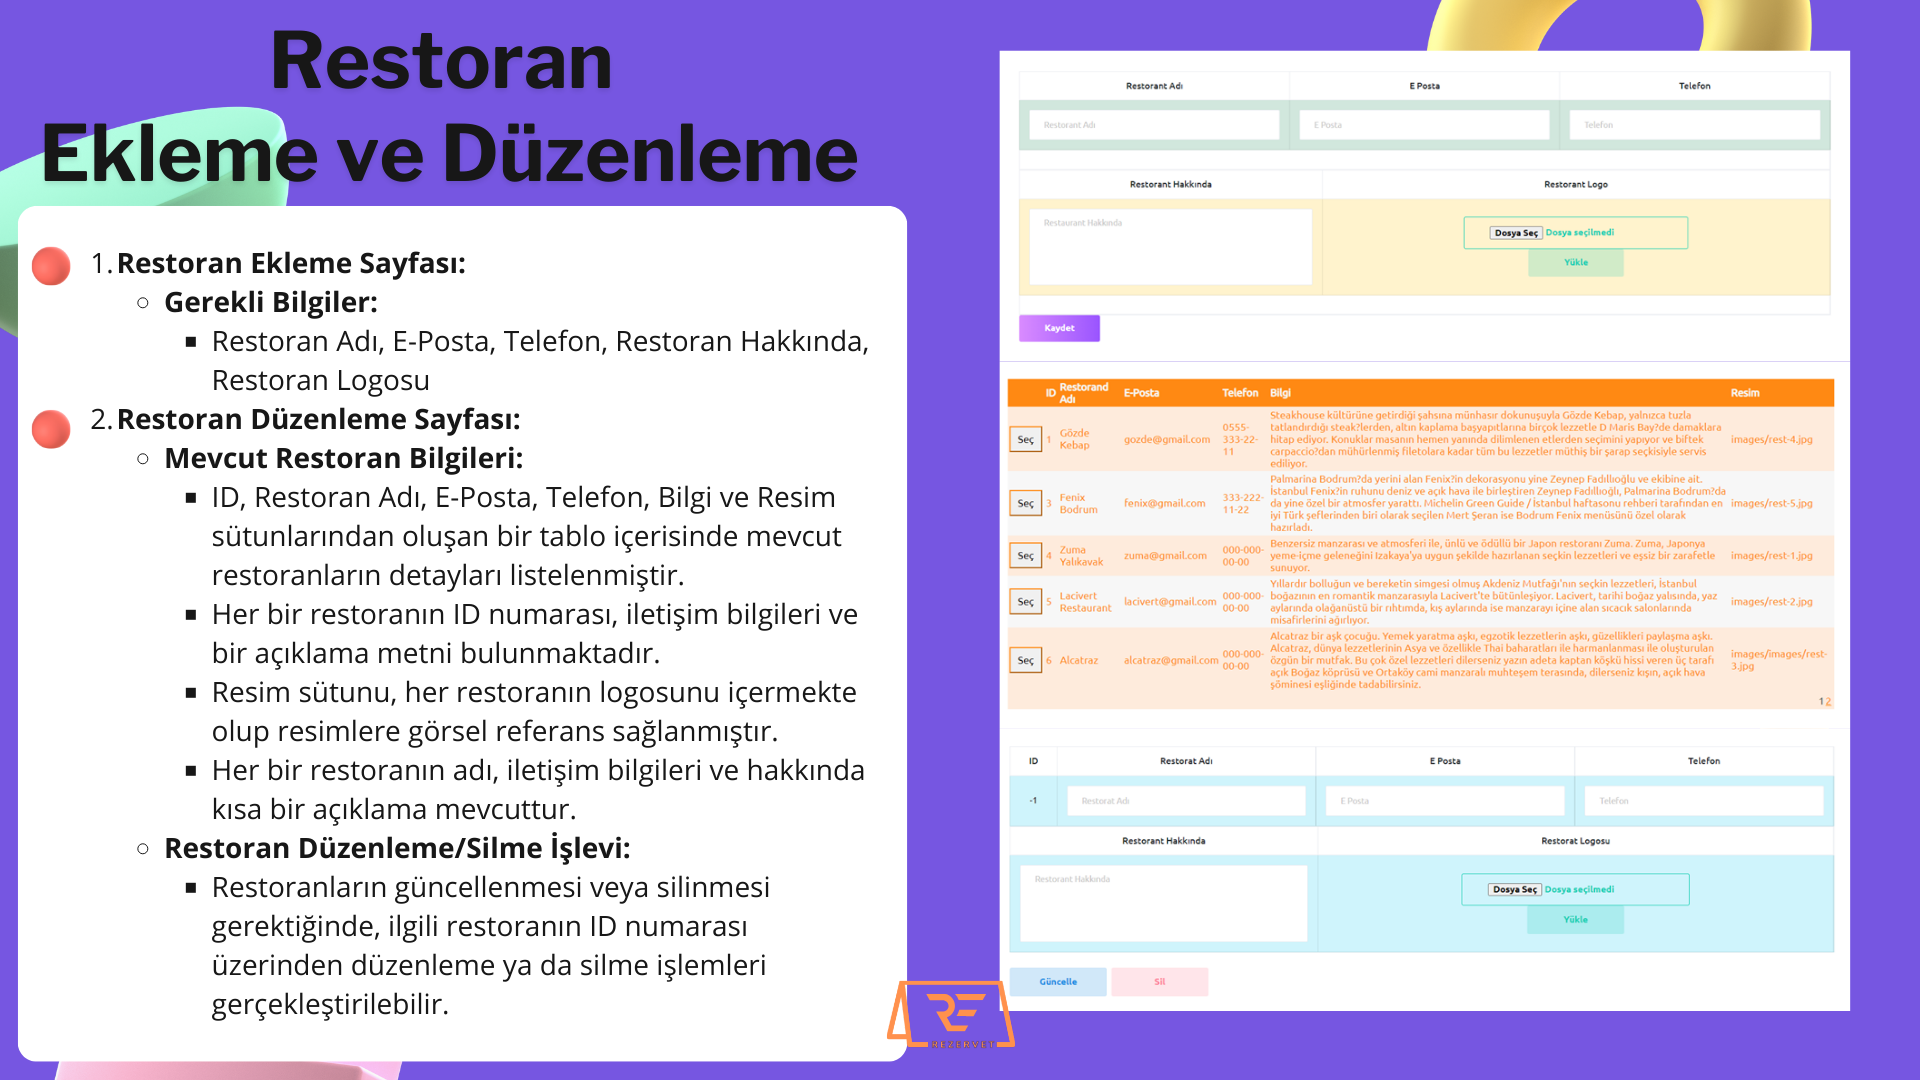 Restoran
Ekleme ve Düzenleme
1. Restoran Ekleme Sayfası:
Gerekli Bilgiler:
Restoran Adı, E-Posta, Telefon, Restoran Hakkında,
Restoran Logosu
2. Restoran Düzenleme Sayfası:
Mevcut Restoran Bilgileri:
ID, Restoran Adı, E-Posta, Telefon, Bilgi ve Resim
sütunlarından oluşan bir tablo içerisinde mevcut
restoranların detayları listelenmiştir.
Her bir restoranın ID numarası, iletişim bilgileri ve
bir açıklama metni bulunmaktadır.
Resim sütunu, her restoranın logosunu içermekte
olup resimlere görsel referans sağlanmıştır.
Her bir restoranın adı, iletişim bilgileri ve hakkında
kısa bir açıklama mevcuttur.
Restoran Düzenleme/Silme İşlevi:
Restoranların güncellenmesi veya silinmesi
gerektiğinde, ilgili restoranın ID numarası
üzerinden düzenleme ya da silme işlemleri
gerçekleştirilebilir.
Restorant Adı E Posta Telefon
Restorant Adı E Posta Telefon
Restorant Hakkında Restorant Logo
Restaurant Hakkında
Dosya Seç Dosya seçilmedi
Yükle
Kaydet
ID Restorand Adı E-Posta Telefon Bilgi Resim
Seç 1 Gözde Kebap gozde@gmail.com 0555-333-22-11
Steakhouse kültürüne getirdiği şahsına münhasır dokunuşuyla Gözde Kebap, yalnızca tuzla
tatlandırdığı steak?lerden, altın kaplama başyapıtlarına birçok lezzetle D Maris Bay?de damaklara
hitap ediyor. Konuklar masanın hemen yanında dilimlenen etlerden seçimini yapıyor ve biftek
carpaccio?dan mühürlenmiş filetolara kadar tüm bu lezzetler müthiş bir şarap seçkisiyle servis
ediliyor.
images/rest-4.jpg
Seç 3 Fenix Bodrum fenix@gmail.com 333-222-11-22
Palmarina Bodrum?da yerini alan Fenix?in dekorasyonu yine Zeynep Fadıllıoğlu ve ekibine ait.
İstanbul Fenix?in ruhunu deniz ve açık hava ile birleştiren Zeynep Fadıllıoğlı, Palmarina Bodrum?da
da yine özel bir atmosfer yarattı. Michelin Green Guide / İstanbul haftasonu rehberi tarafından en
iyi Türk şeflerinden biri olarak seçilen Mert Şeran ise Bodrum Fenix menüsünü özel olarak
hazırladı.
images/rest-5.jpg
Seç 4 Zuma Yalıkavak zuma@gmail.com 000-000-00-00
Benzersiz manzarası ve atmosferi ile, ünlü ve ödüllü bir Japon restoranı Zuma. Zuma, Japonya
yeme-içme geleneğini Izakaya'ya uygun şekilde hazırlanan seçkin lezzetleri ve eşsiz bir zarafetle
sunuyor.
images/rest-1.jpg
Seç 5 Lacivert Restaurant lacivert@gmail.com 000-000-00-00
Yıllardır bolluğun ve bereketin simgesi olmuş Akdeniz Mutfağı'nın seçkin lezzetleri, İstanbul
boğazının en romantik manzarasıyla Lacivert'te bütünleşiyor. Lacivert, tarihi boğaz yalısında, yaz
aylarında olağanüstü bir rıhtımda, kış aylarında ise manzarayı içine alan sıcacık salonlarında
misafirlerini ağırlıyor.
images/rest-2.jpg
Seç 6 Alcatraz alcatraz@gmail.com 000-000-00-00
Alcatraz bir aşk çocuğu. Yemek yaratma aşkı, egzotik lezzetlerin aşkı, güzellikleri paylaşma aşkı.
Alcatraz, dünya lezzetlerinin Asya ve özellikle Thai baharatları ile harmanlanması ile oluşturulan
özgün bir mutfak. Bu çok özel lezzetleri dilerseniz yazın adeta kaptan köşkü hissi veren üç tarafı
açık Boğaz köprüsü ve Ortaköy cami manzaralı muhteşem terasında, dilerseniz kışın, açık hava
şöminesi eşliğinde tadabilirsiniz.
images/images/rest-3.jpg
1 2
ID Restorat Adı E Posta Telefon
-1 Restorat Adı E Posta Telefon
Restorant Hakkında Restorat Logosu
Restorant Hakkında
Dosya Seç Dosya seçilmedi
Yükle
Güncelle Sil
RE
REZERVET